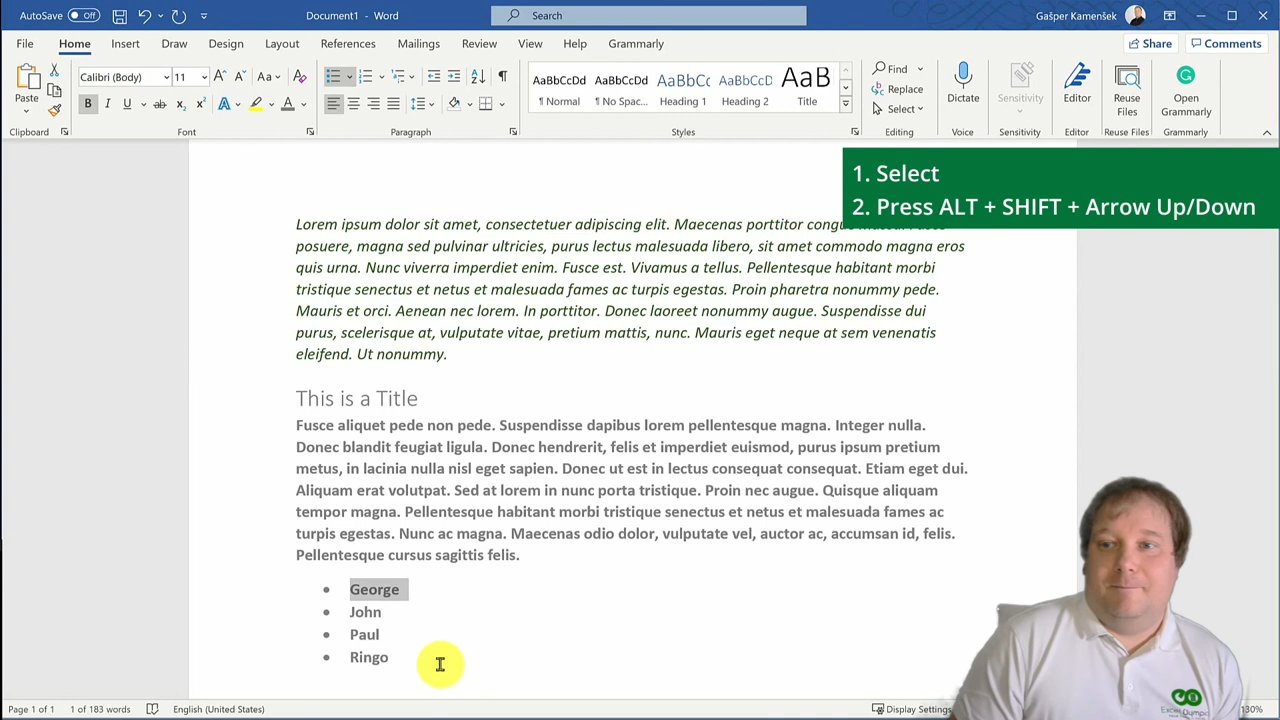 AutoSave Off Document1 - Word Search Gašper Kamenšek
File Home Insert Draw Design Layout References Mailings Review View Help Grammarly Share Comments
Calibri (Body) 11 Aa
Paste
B I U ab x₂ x² A A
Clipboard Font Paragraph
AaBbCcDd AaBbCcDd AaBbCc AaBbCcD AaB
¶ Normal ¶ No Spac... Heading 1 Heading 2 Title
Styles
Find
Replace
Select
Editing
Dictate
Voice
Sensitivity
Sensitivity
Editor
Editor
Reuse
Files
Reuse Files
Open
Grammarly
Grammarly
1. Select
2. Press ALT + SHIFT + Arrow Up/Down
Lorem ipsum dolor sit amet, consectetuer adipiscing elit. Maecenas porttitor congue
posuere, magna sed pulvinar ultricies, purus lectus malesuada libero, sit amet commodo magna eros
quis urna. Nunc viverra imperdiet enim. Fusce est. Vivamus a tellus. Pellentesque habitant morbi
tristique senectus et netus et malesuada fames ac turpis egestas. Proin pharetra nonummy pede.
Mauris et orci. Aenean nec lorem. In porttitor. Donec laoreet nonummy augue. Suspendisse dui
purus, scelerisque at, vulputate vitae, pretium mattis, nunc. Mauris eget neque at sem venenatis
eleifend. Ut nonummy.
This is a Title
Fusce aliquet pede non pede. Suspendisse dapibus lorem pellentesque magna. Integer nulla.
Donec blandit feugiat ligula. Donec hendrerit, felis et imperdiet euismod, purus ipsum pretium
metus, in lacinia nulla nisl eget sapien. Donec ut est in lectus consequat consequat. Etiam eget dui.
Aliquam erat volutpat. Sed at lorem in nunc porta tristique. Proin nec augue. Quisque aliquam
tempor magna. Pellentesque habitant morbi tristique senectus et netus et malesuada fames ac
turpis egestas. Nunc ac magna. Maecenas odio dolor, vulputate vel, auctor ac, accumsan id, felis.
Pellentesque cursus sagittis felis.
• George
• John
• Paul
• Ringo
Page 1 of 1 1 of 183 words English (United States) Display Settings 130%